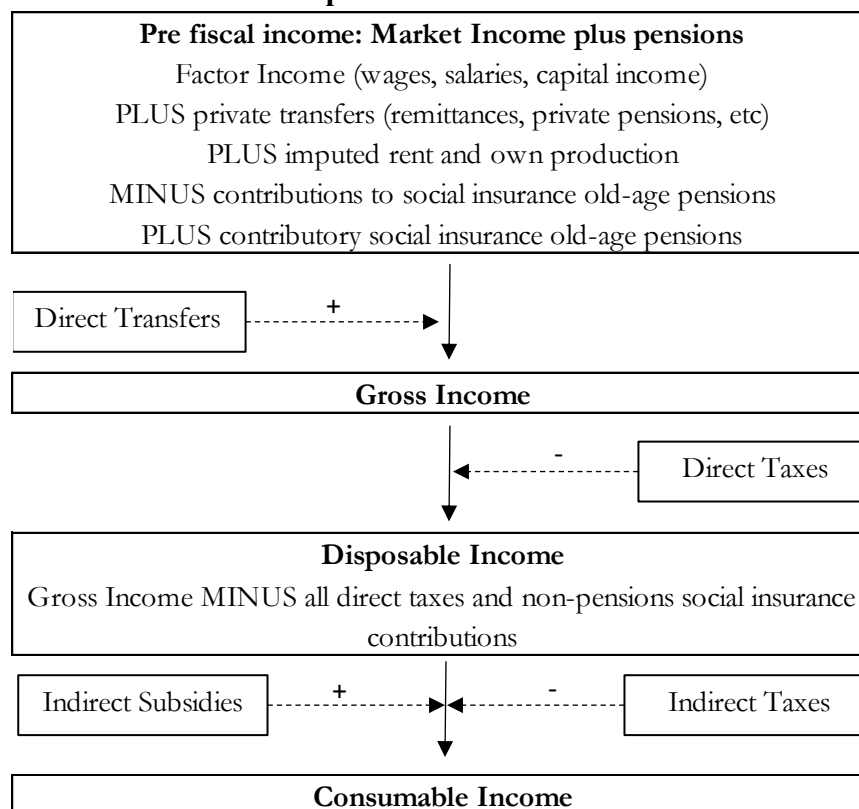 Pre fiscal income: Market Income plus pensions
Factor Income (wages, salaries, capital income)
PLUS private transfers (remittances, private pensions, etc)
PLUS imputed rent and own production
MINUS contributions to social insurance old-age pensions
PLUS contributory social insurance old-age pensions
Direct Transfers
+
Gross Income
-
Direct Taxes
Disposable Income
Gross Income MINUS all direct taxes and non-pensions social insurance
contributions
Indirect Subsidies
+
-
Indirect Taxes
Consumable Income